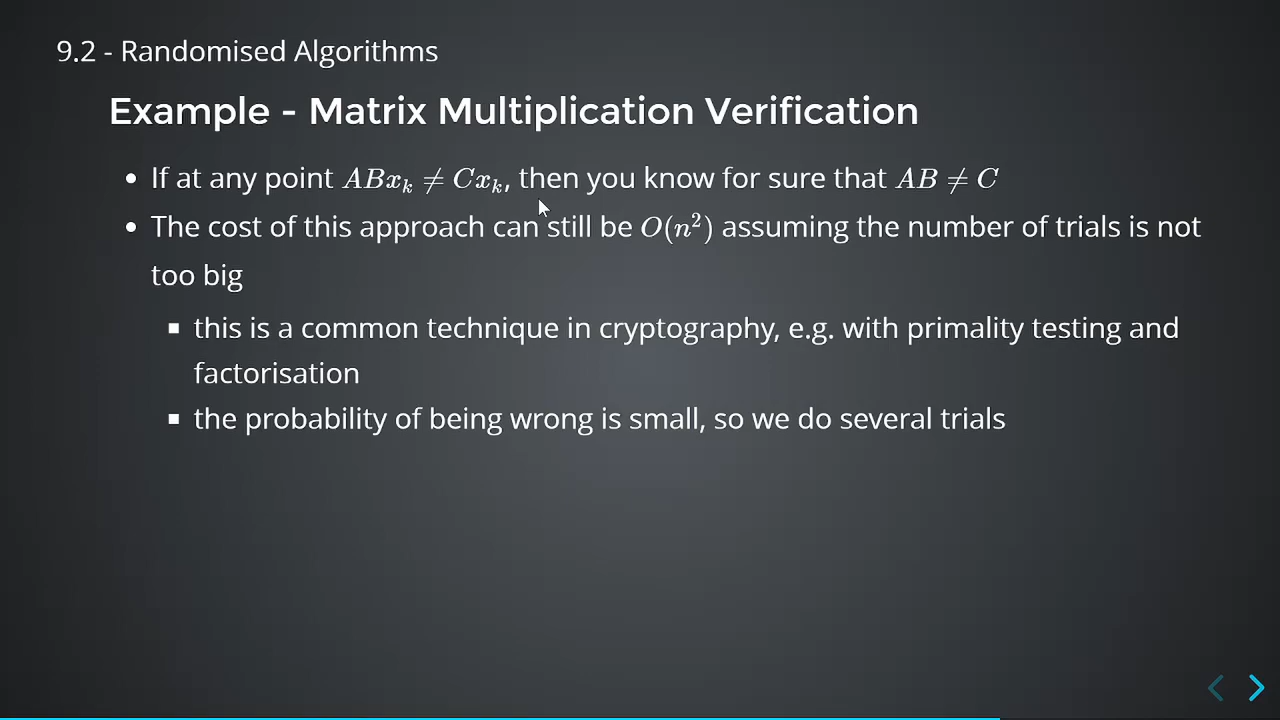 9.2 - Randomised Algorithms
Example - Matrix Multiplication Verification
• If at any point ABxₖ ≠ Cxₖ, then you know for sure that AB ≠ C
• The cost of this approach can still be O(n²) assuming the number of trials is not
too big
▪ this is a common technique in cryptography, e.g. with primality testing and
factorisation
▪ the probability of being wrong is small, so we do several trials